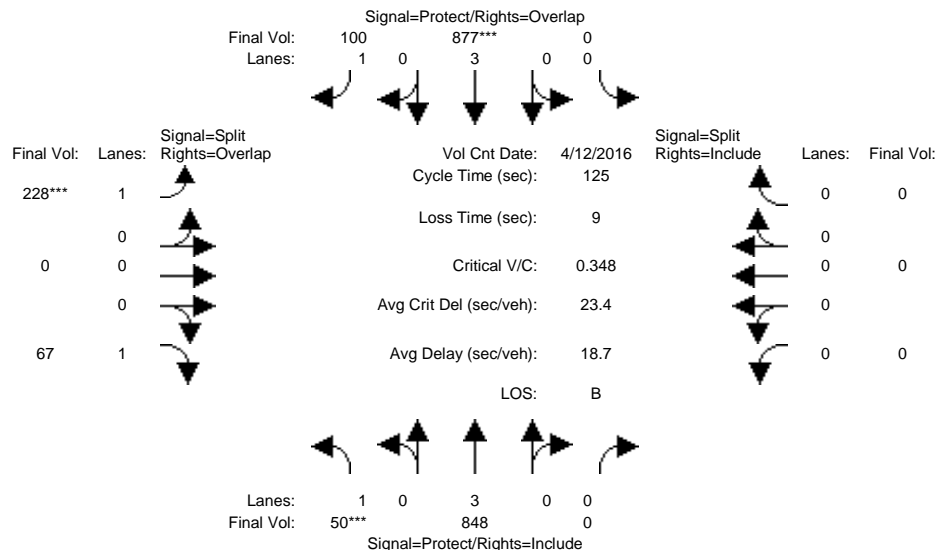 Signal=Protect/Rights=Overlap
Final Vol: 100 877*** 0
Lanes: 1 0 3 0 0
Signal=Split Signal=Split
Final Vol: Lanes: Rights=Overlap Vol Cnt Date: 4/12/2016 Rights=Include Lanes: Final Vol:
Cycle Time (sec): 125
228*** 1 0 0
Loss Time (sec): 9
0 0
0 0 Critical V/C: 0.348 0 0
0 Avg Crit Del (sec/veh): 23.4 0
67 1 Avg Delay (sec/veh): 18.7 0 0
LOS: B
Lanes: 1 0 3 0 0
Final Vol: 50*** 848 0
Signal=Protect/Rights=Include